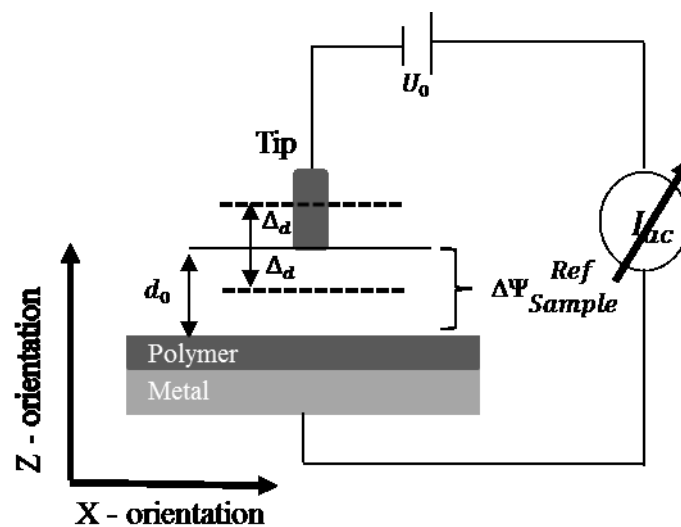 U₀
Tip
Δd
Δd
d₀
Iac
ΔΨ Ref Sample
Polymer
Metal
Z - orientation
X - orientation